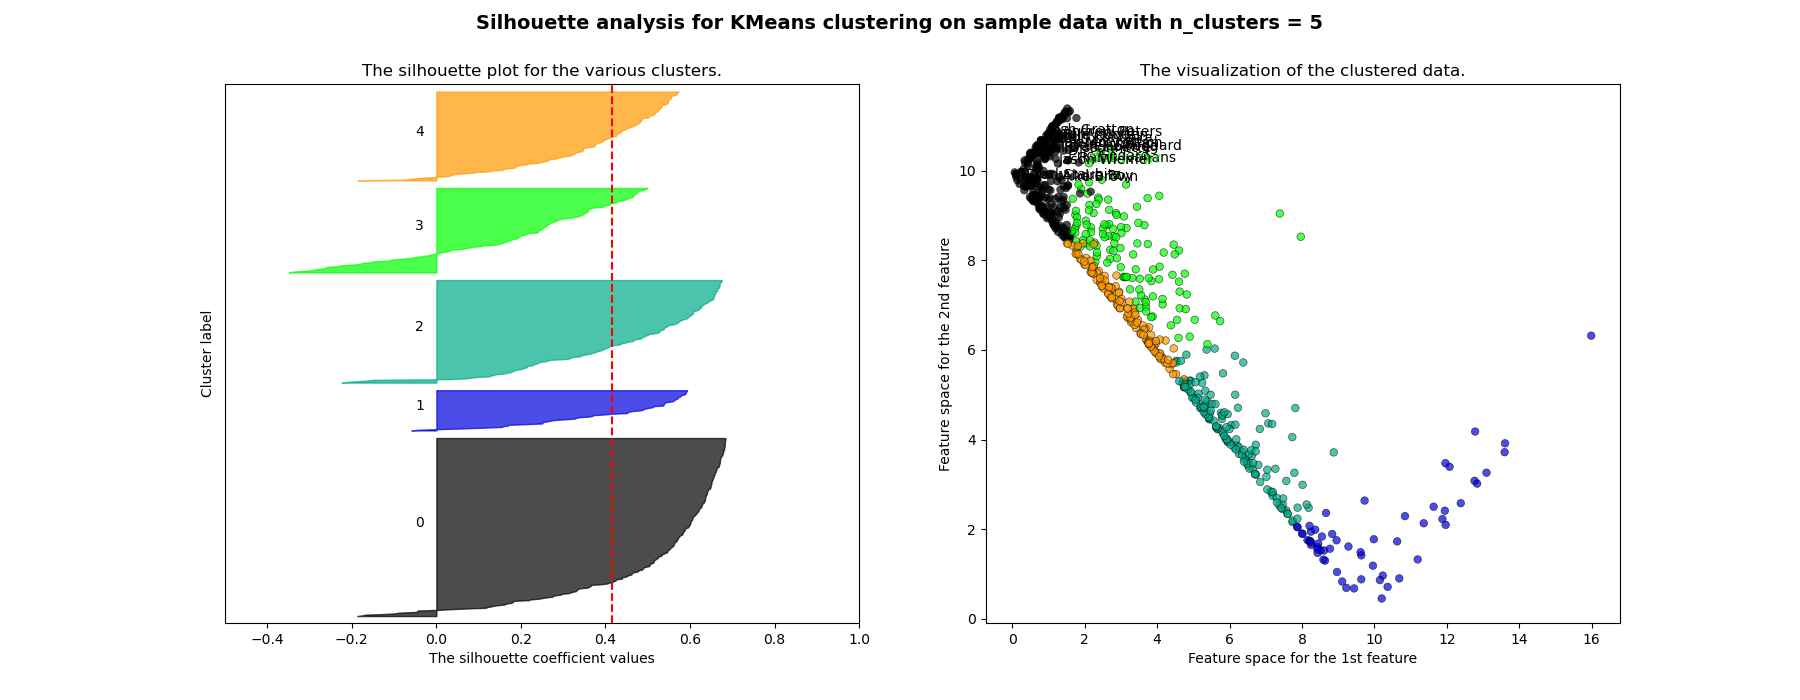 Silhouette analysis for KMeans clustering on sample data with n_clusters = 5
The silhouette plot for the various clusters.
4
3
2
1
0
Cluster label
−0.4 −0.2 0.0 0.2 0.4 0.6 0.8 1.0
The silhouette coefficient values
The visualization of the clustered data.
Gratton
Wiemer
Brown
10
8
6
4
2
0
Feature space for the 2nd feature
0 2 4 6 8 10 12 14 16
Feature space for the 1st feature